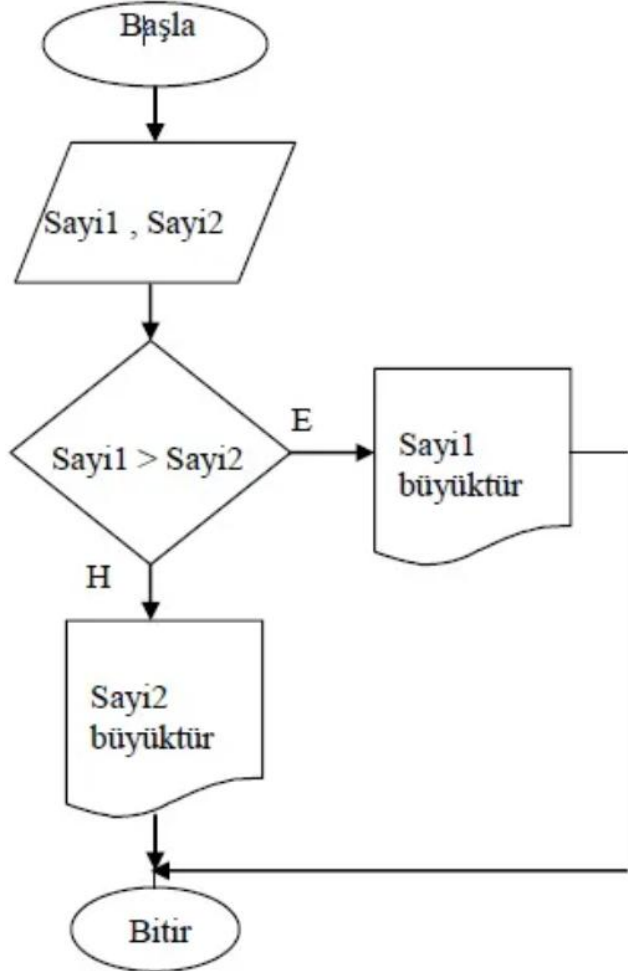 Başla
Sayi1 , Sayi2
Sayi1 > Sayi2
E
Sayi1
büyüktür
H
Sayi2
büyüktür
Bitir